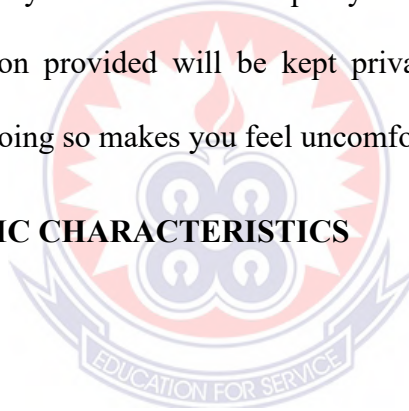 on provided will be kept priva
oing so makes you feel uncomfo
IC CHARACTERISTICS
EDUCATION FOR SERVICE